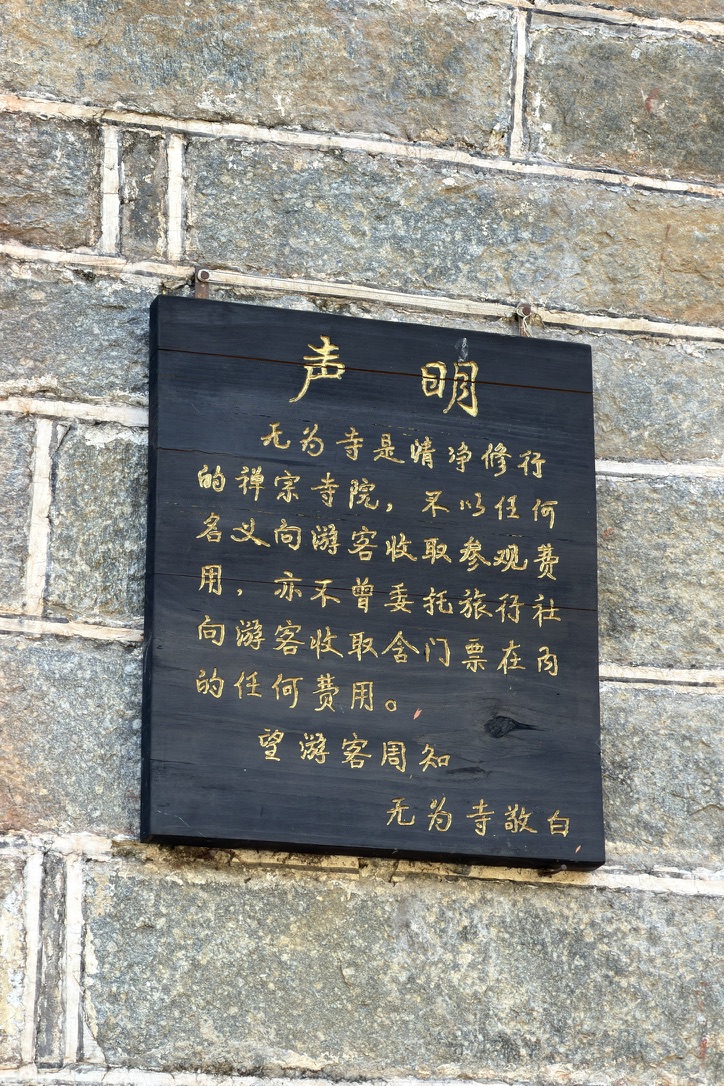 声明
无为寺是清净修行
的禅宗寺院，不以任何
名义向游客收取参观费
用，亦不曾委托旅行社
向游客收取含门票在内
的任何费用。
望游客周知
无为寺敬白